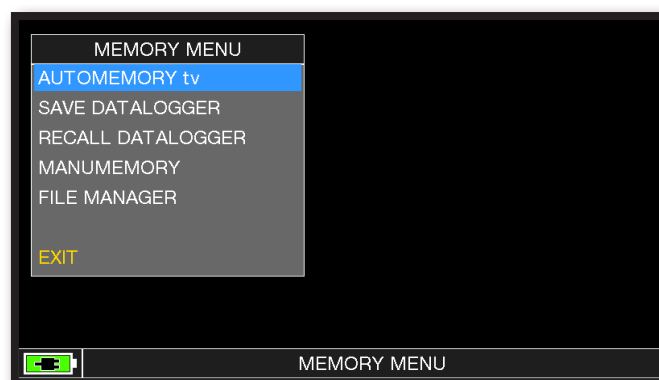 MEMORY MENU
AUTOMEMORY tv
SAVE DATALOGGER
RECALL DATALOGGER
MANUMEMORY
FILE MANAGER
EXIT
MEMORY MENU